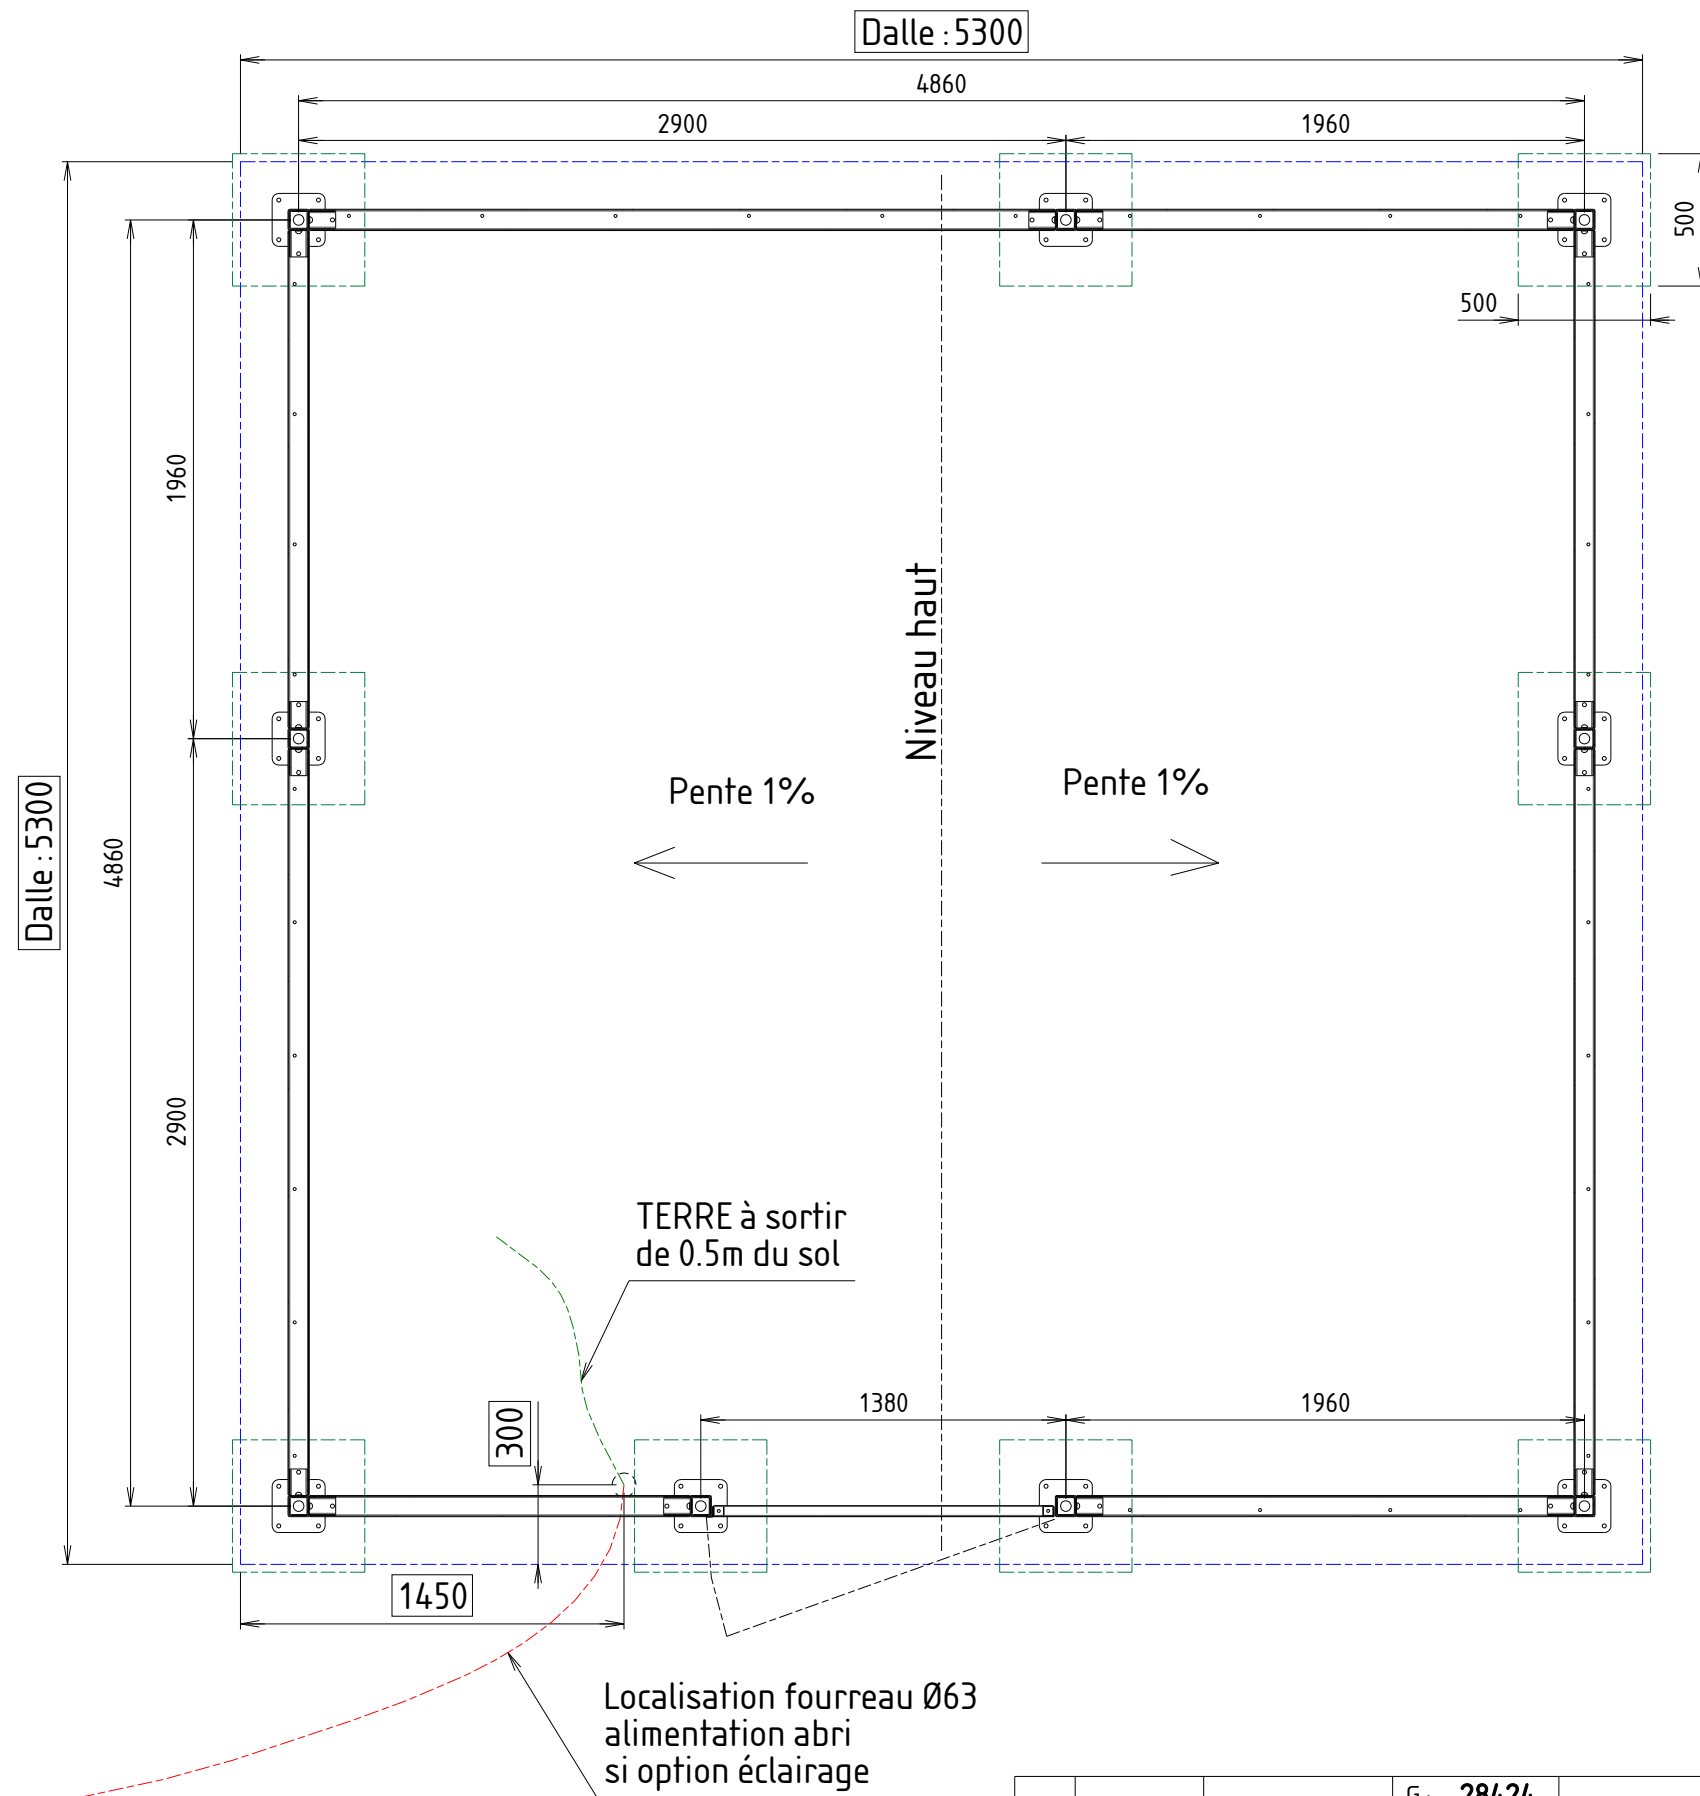 Dalle : 5300
4860
2900
1960
500
500
1960
Niveau haut
Pente 1%
Pente 1%
Dalle : 5300
4860
2900
TERRE à sortir
de 0.5m du sol
1380
1960
300
1450
Localisation fourreau Ø63
alimentation abri
si option éclairage
28424